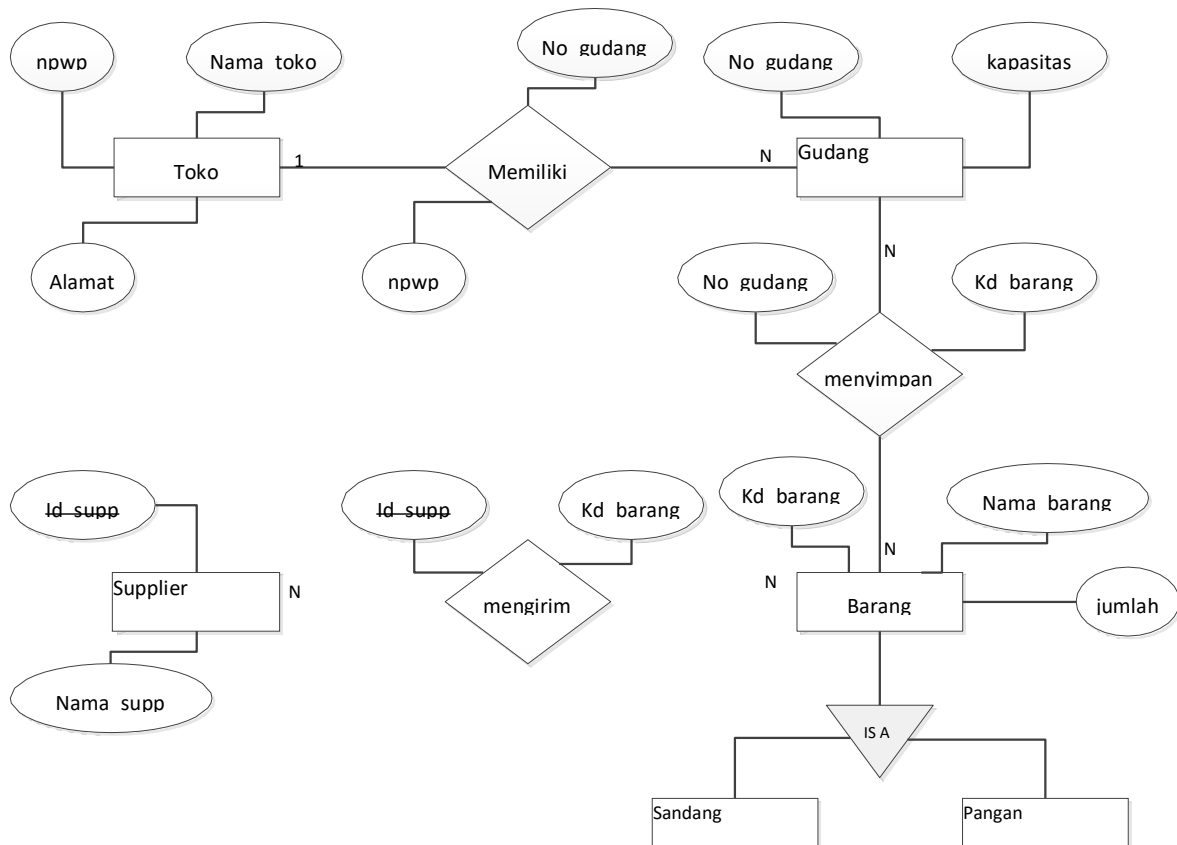 npwp
Nama toko
No gudang
No gudang
kapasitas
Toko
1
Memiliki
N
Gudang
Alamat
npwp
N
No gudang
Kd barang
menyimpan
Id supp
Id supp
Kd barang
Kd barang
Nama barang
N
Supplier
N
mengirim
N
Barang
jumlah
Nama supp
IS A
Sandang
Pangan